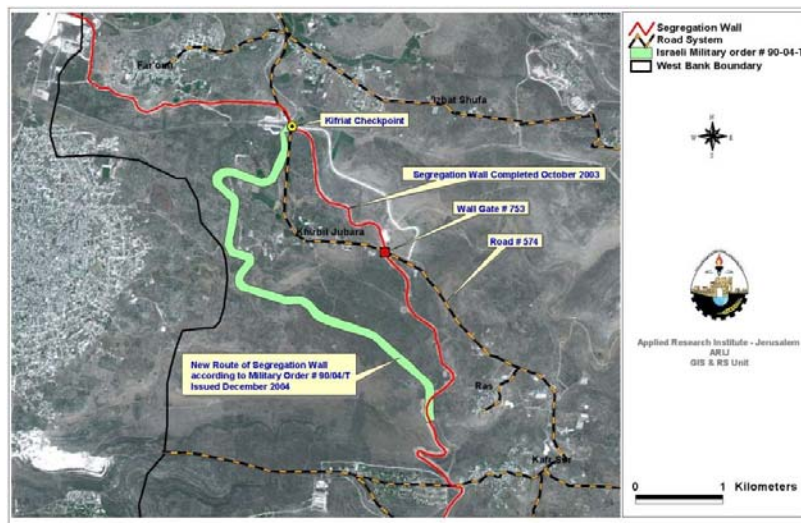 Far'oun
Izbat Shufa
Kifriat Checkpoint
Segregation Wall Completed October 2003
Wall Gate # 753
Khirbit Jubara
Road # 574
New Route of Segregation Wall
according to Military Order # 90/04/T
Issued December 2004
Ras
Kafr Sur
Segregation Wall
Road System
Israeli Military order # 90-04-T
West Bank Boundary
N
W
E
S
Applied Research Institute - Jerusalem
ARIJ
GIS & RS Unit
0 1 Kilometers